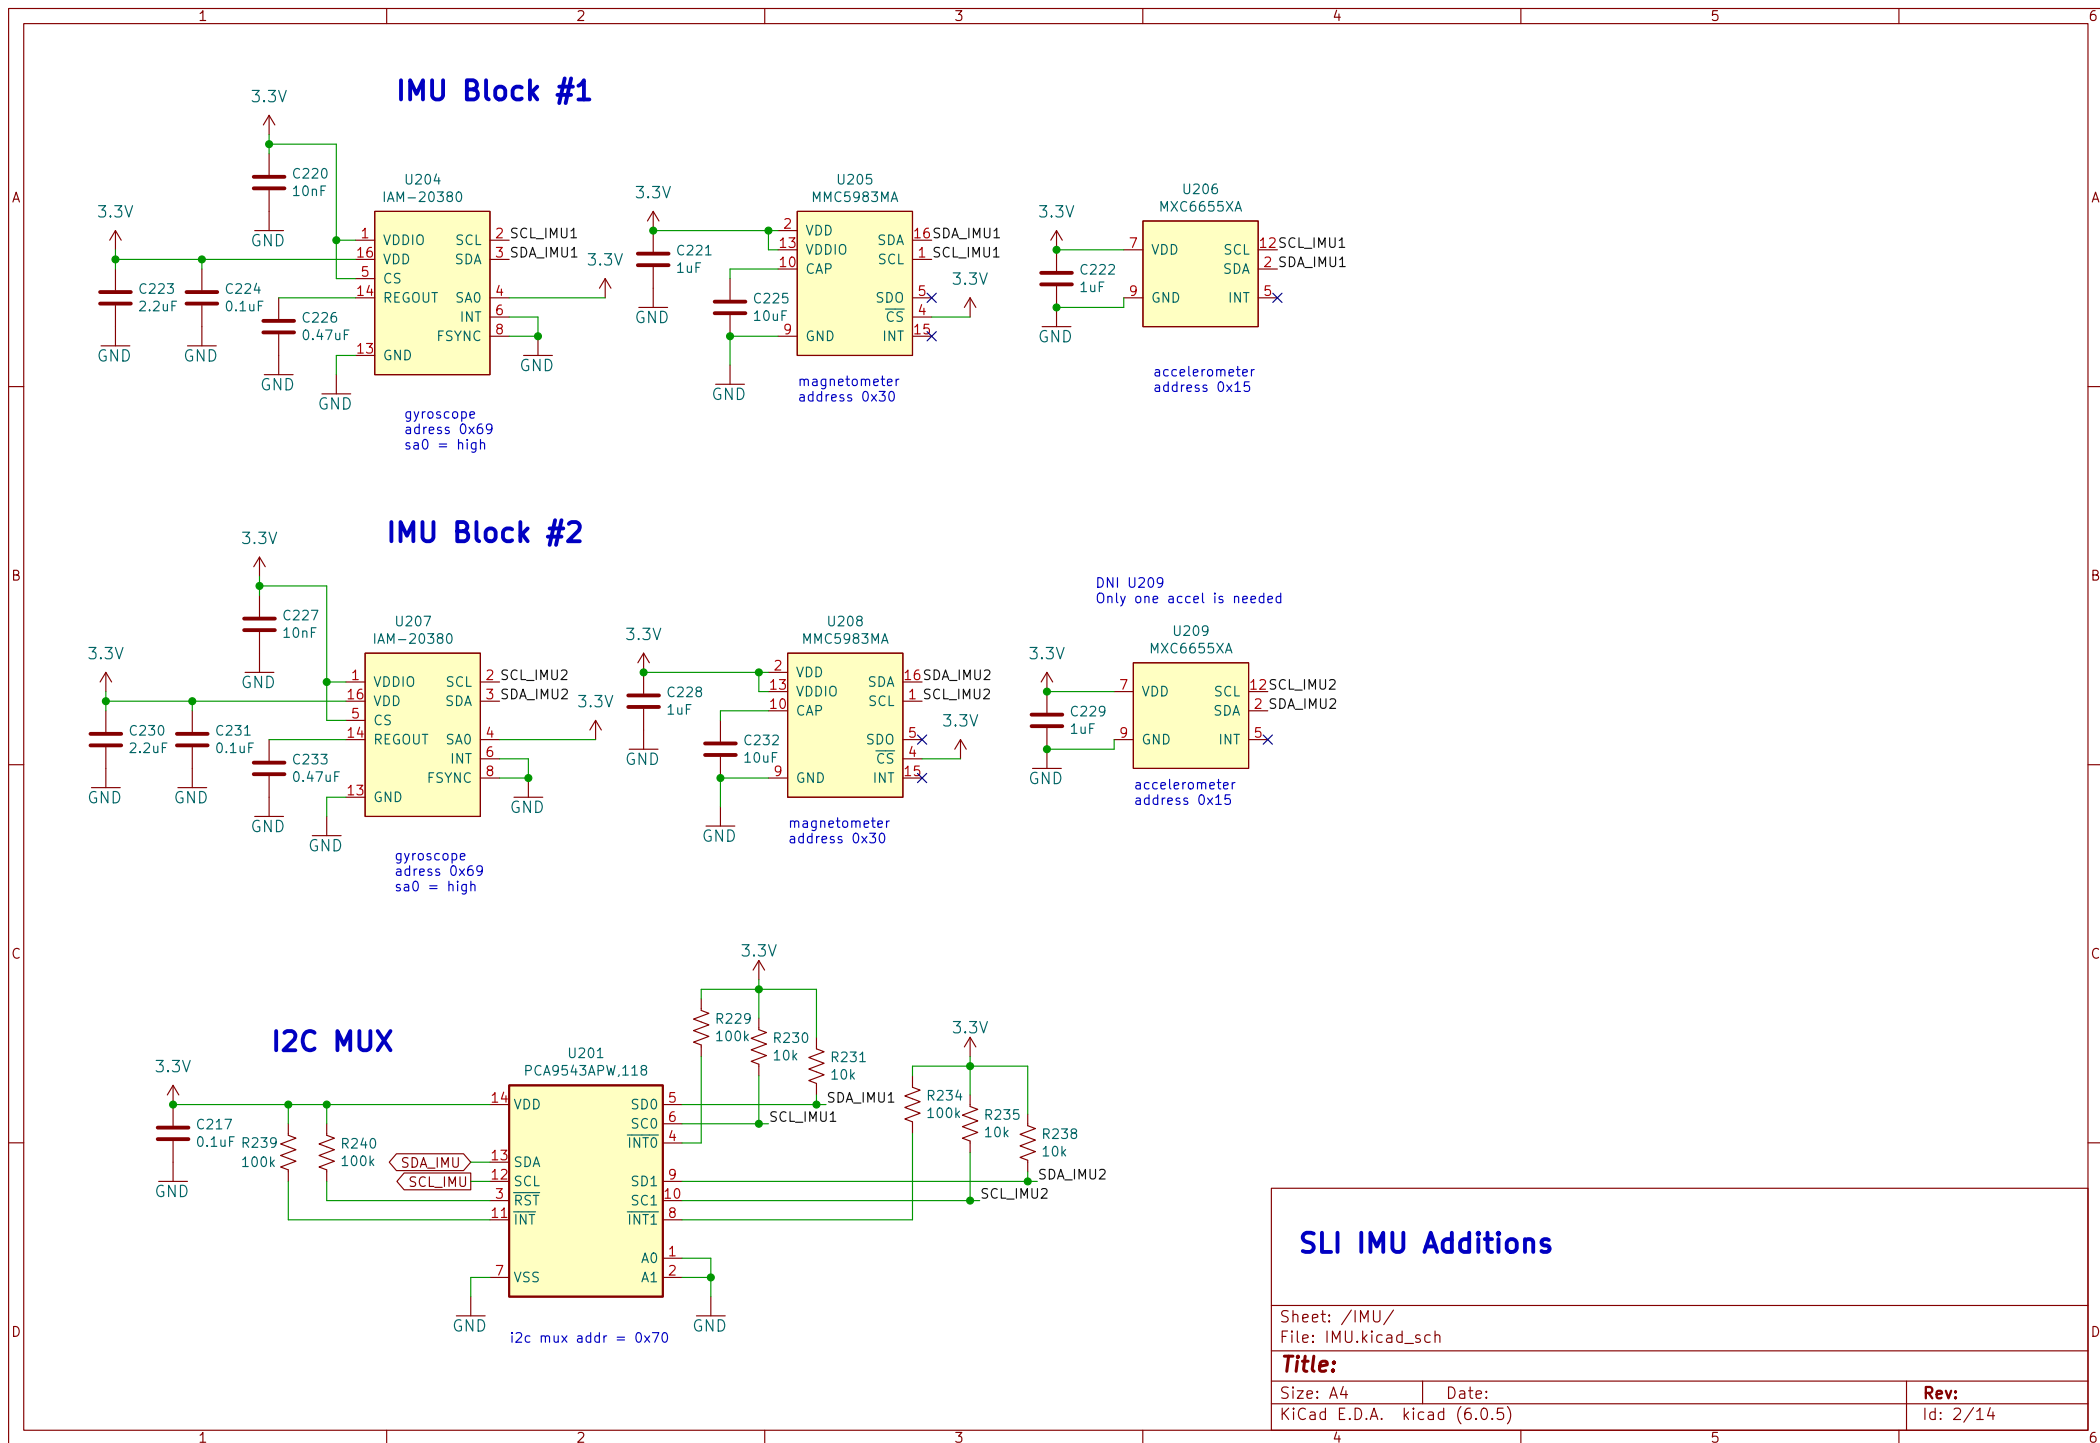 1 2 3 4 5 6
IMU Block #1
3.3V
C220
10nF
GND
3.3V
C223
2.2uF
GND
C224
0.1uF
GND
C226
0.47uF
GND
GND
U204
IAM-20380
1 VDDIO SCL 2 SCL_IMU1
16 VDD SDA 3 SDA_IMU1
5 CS
14 REGOUT SA0 4
INT 6
FSYNC 8
13 GND
3.3V
GND
gyroscope
adress 0x69
sa0 = high
3.3V
C221
1uF
GND
C225
10uF
GND
U205
MMC5983MA
2 VDD
13 VDDIO SDA 16 SDA_IMU1
10 CAP SCL 1 SCL_IMU1
SDO 5
CS 4
9 GND INT 15
3.3V
magnetometer
address 0x30
3.3V
C222
1uF
GND
U206
MXC6655XA
7 VDD SCL 12 SCL_IMU1
SDA 2 SDA_IMU1
9 GND INT 5
accelerometer
address 0x15
A A
IMU Block #2
3.3V
C227
10nF
GND
3.3V
C230
2.2uF
GND
C231
0.1uF
GND
C233
0.47uF
GND
GND
U207
IAM-20380
1 VDDIO SCL 2 SCL_IMU2
16 VDD SDA 3 SDA_IMU2
5 CS
14 REGOUT SA0 4
INT 6
FSYNC 8
13 GND
3.3V
GND
gyroscope
adress 0x69
sa0 = high
3.3V
C228
1uF
GND
C232
10uF
GND
U208
MMC5983MA
2 VDD
13 VDDIO SDA 16 SDA_IMU2
10 CAP SCL 1 SCL_IMU2
SDO 5
CS 4
9 GND INT 15
3.3V
magnetometer
address 0x30
DNI U209
Only one accel is needed
3.3V
C229
1uF
GND
U209
MXC6655XA
7 VDD SCL 12 SCL_IMU2
SDA 2 SDA_IMU2
9 GND INT 5
accelerometer
address 0x15
B B
C C
I2C MUX
3.3V
C217
0.1uF
GND
R239
100k
R240
100k
SDA_IMU
SCL_IMU
U201
PCA9543APW,118
14 VDD SD0 5
SC0 6
INT0 4
13 SDA
12 SCL SD1 9
3 RST SC1 10
11 INT INT1 8
A0 1
7 VSS A1 2
GND
GND
i2c mux addr = 0x70
3.3V
R229
100k
R230
10k
R231
10k
SDA_IMU1
SCL_IMU1
3.3V
R234
100k
R235
10k
R238
10k
SDA_IMU2
SCL_IMU2
D D
SLI IMU Additions
Sheet: /IMU/
File: IMU.kicad_sch
Title:
Size: A4 Date: Rev:
KiCad E.D.A. kicad (6.0.5) Id: 2/14
1 2 3 4 5 6